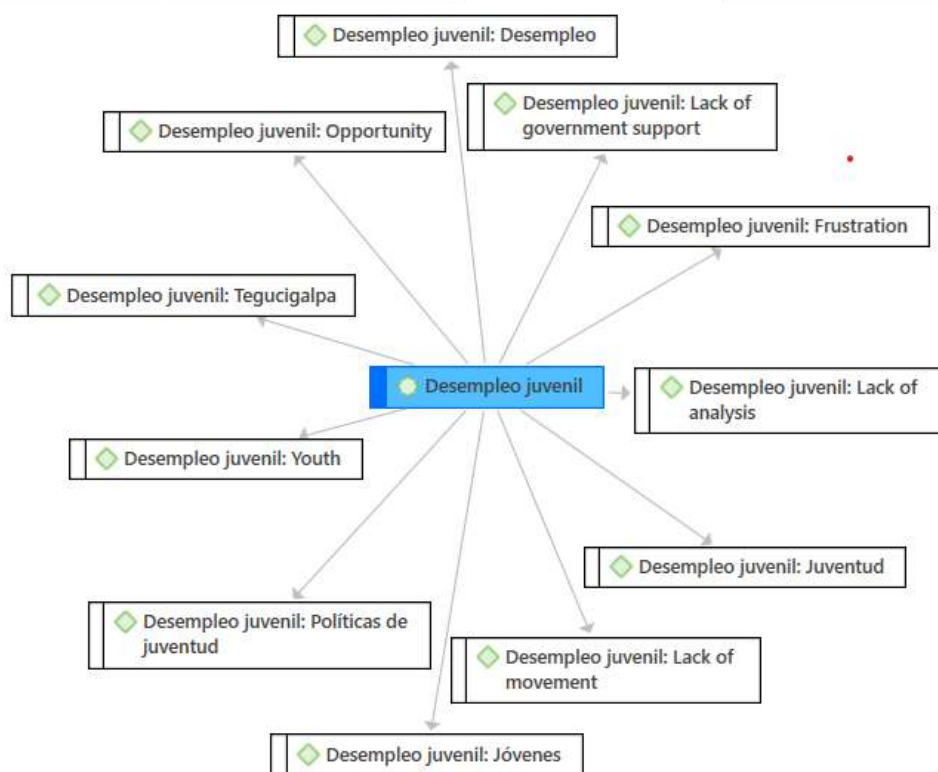 Desempleo juvenil: Desempleo
Desempleo juvenil: Lack of
government support
Desempleo juvenil: Opportunity
Desempleo juvenil: Frustration
Desempleo juvenil: Tegucigalpa
Desempleo juvenil
Desempleo juvenil: Lack of
analysis
Desempleo juvenil: Youth
Desempleo juvenil: Juventud
Desempleo juvenil: Políticas de
juventud
Desempleo juvenil: Lack of
movement
Desempleo juvenil: Jóvenes